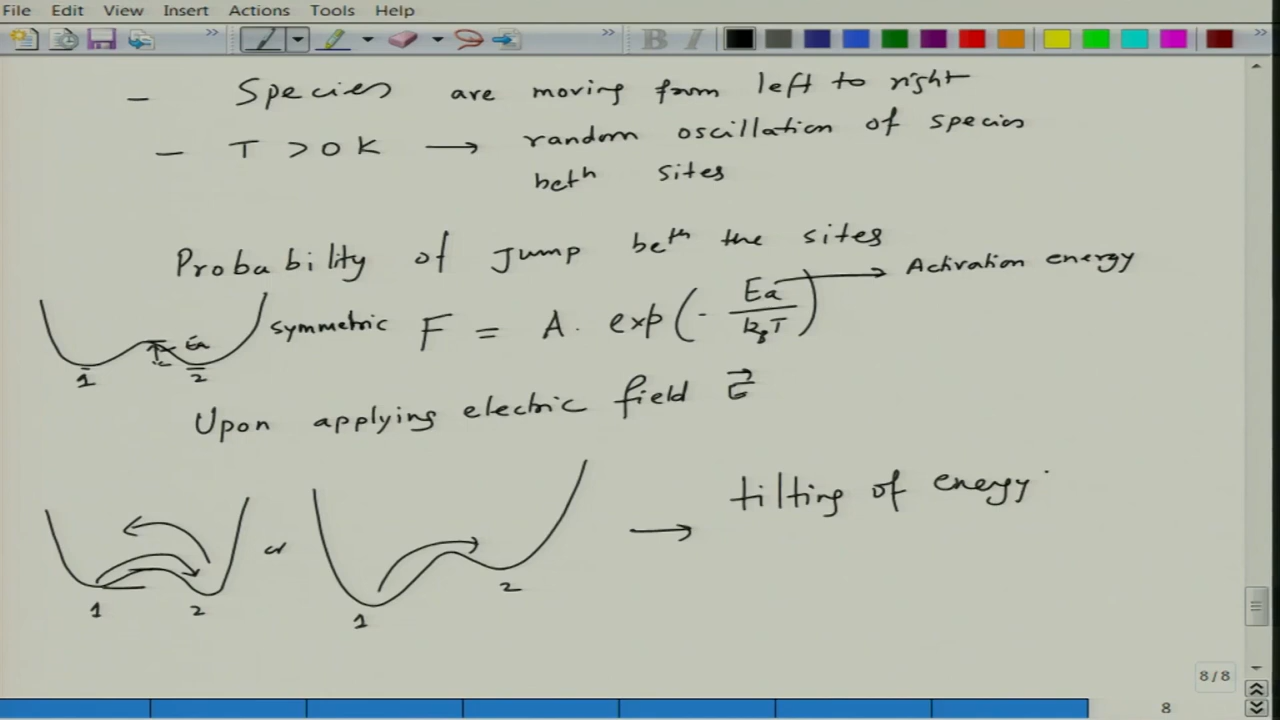 File Edit View Insert Actions Tools Help
B I
- Species are moving from left to right
- T > 0 K → random oscillation of species
betn sites
Probability of Jump betn the sites
symmetric F = A. exp(- Ea/kBT) → Activation energy
Ea
1 2
Upon applying electric field E
1 2 or 1 2 → tilting of energy
8/8
8